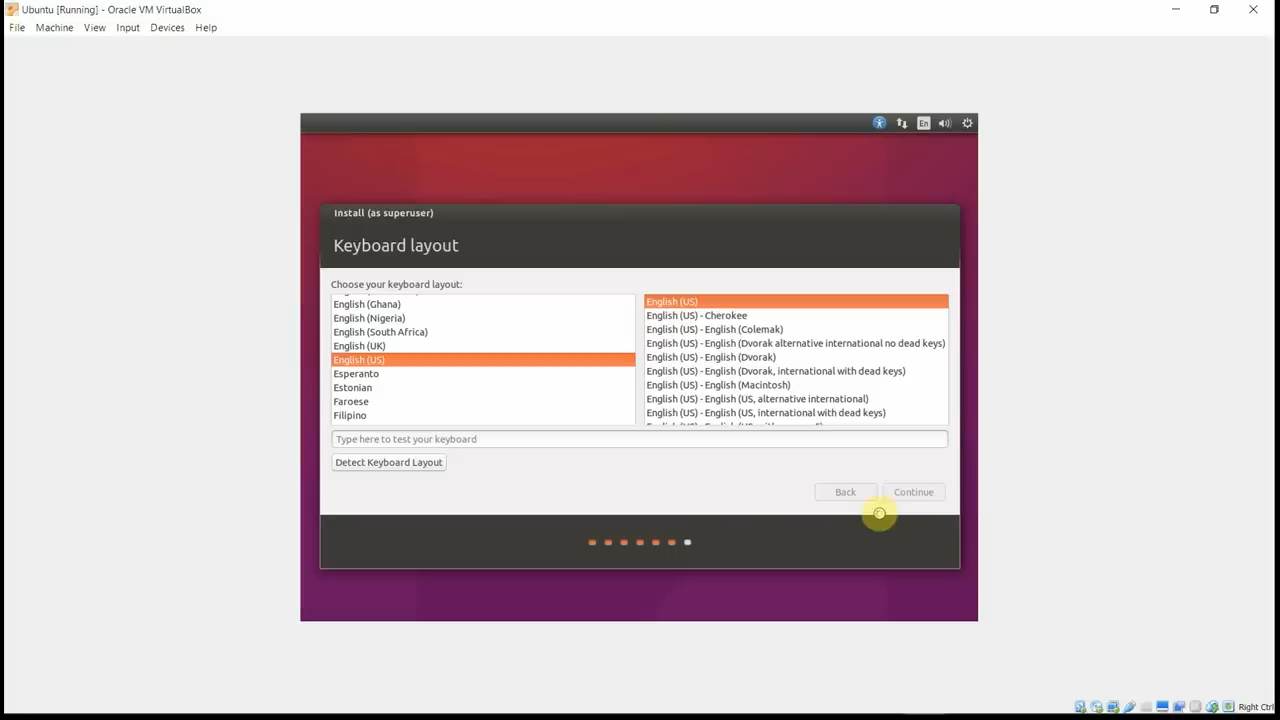 Ubuntu [Running] - Oracle VM VirtualBox
File Machine View Input Devices Help
En
Install (as superuser)
Keyboard layout
Choose your keyboard layout:
English (Ghana)
English (Nigeria)
English (South Africa)
English (UK)
English (US)
Esperanto
Estonian
Faroese
Filipino
English (US)
English (US) - Cherokee
English (US) - English (Colemak)
English (US) - English (Dvorak alternative international no dead keys)
English (US) - English (Dvorak)
English (US) - English (Dvorak, international with dead keys)
English (US) - English (Macintosh)
English (US) - English (US, alternative international)
English (US) - English (US, international with dead keys)
Type here to test your keyboard
Detect Keyboard Layout
Back
Continue
Right Ctrl